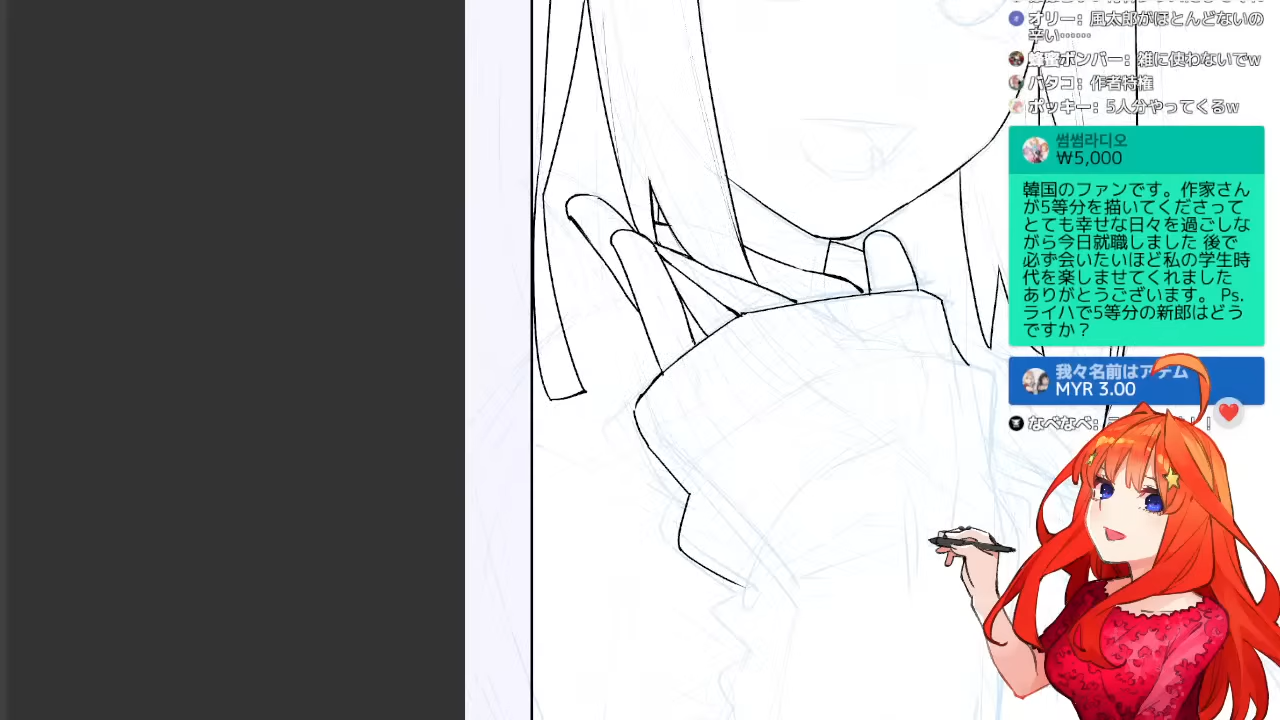 オリー: 風太郎がほとんどないの
辛い……
蜂蜜ボンバー: 雑に使わないでw
バタコ: 作者特権
ポッキー: 5人分やってくるw
썸썸라디오
₩5,000
韓国のファンです。作家さん
が5等分を描いてくださって
とても幸せな日々を過ごしな
がら今日就職しました 後で
必ず会いたいほど私の学生時
代を楽しませてくれました
ありがとうございます。 Ps.
ライハで5等分の新郎はどう
ですか？
我々名前はアテム
MYR 3.00
なべなべ: